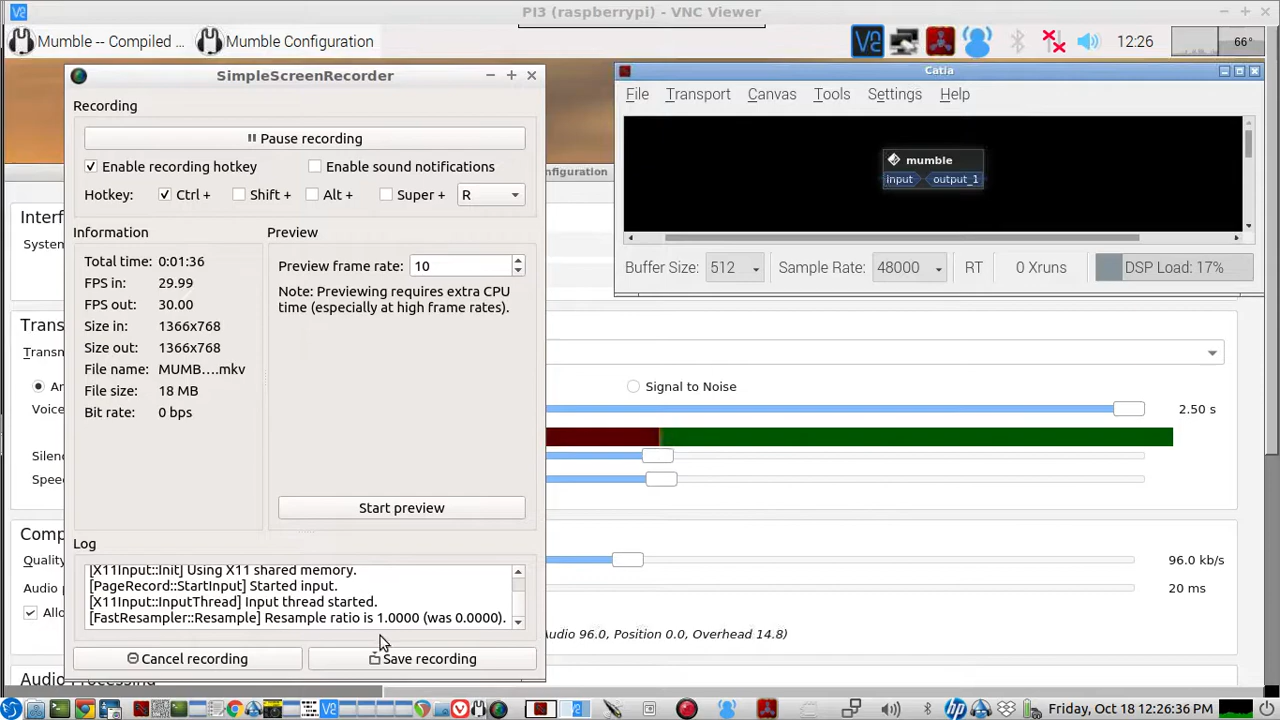 PI3 (raspberrypi) - VNC Viewer
Mumble -- Compiled ...
Mumble Configuration
12:26
66°
SimpleScreenRecorder
Recording
Pause recording
Enable recording hotkey
Enable sound notifications
Hotkey:
Ctrl +
Shift +
Alt +
Super +
R
Information
Total time: 0:01:36
FPS in: 29.99
FPS out: 30.00
Size in: 1366x768
Size out: 1366x768
File name: MUMB....mkv
File size: 18 MB
Bit rate: 0 bps
Preview
Preview frame rate: 10
Note: Previewing requires extra CPU
time (especially at high frame rates).
Start preview
Log
[X11Input::Init] Using X11 shared memory.
[PageRecord::StartInput] Started input.
[X11Input::InputThread] Input thread started.
[FastResampler::Resample] Resample ratio is 1.0000 (was 0.0000).
Cancel recording
Save recording
Catia
File
Transport
Canvas
Tools
Settings
Help
mumble
input
output_1
Buffer Size: 512
Sample Rate: 48000
RT
0 Xruns
DSP Load: 17%
nfiguration
Interf
System
Trans
Transm
Ar
Signal to Noise
Voice
2.50 s
Silenc
Speec
Comp
Quality
96.0 kb/s
Audio p
20 ms
Allo
Audio 96.0, Position 0.0, Overhead 14.8)
Audio Processing
Friday, Oct 18 12:26:36 PM